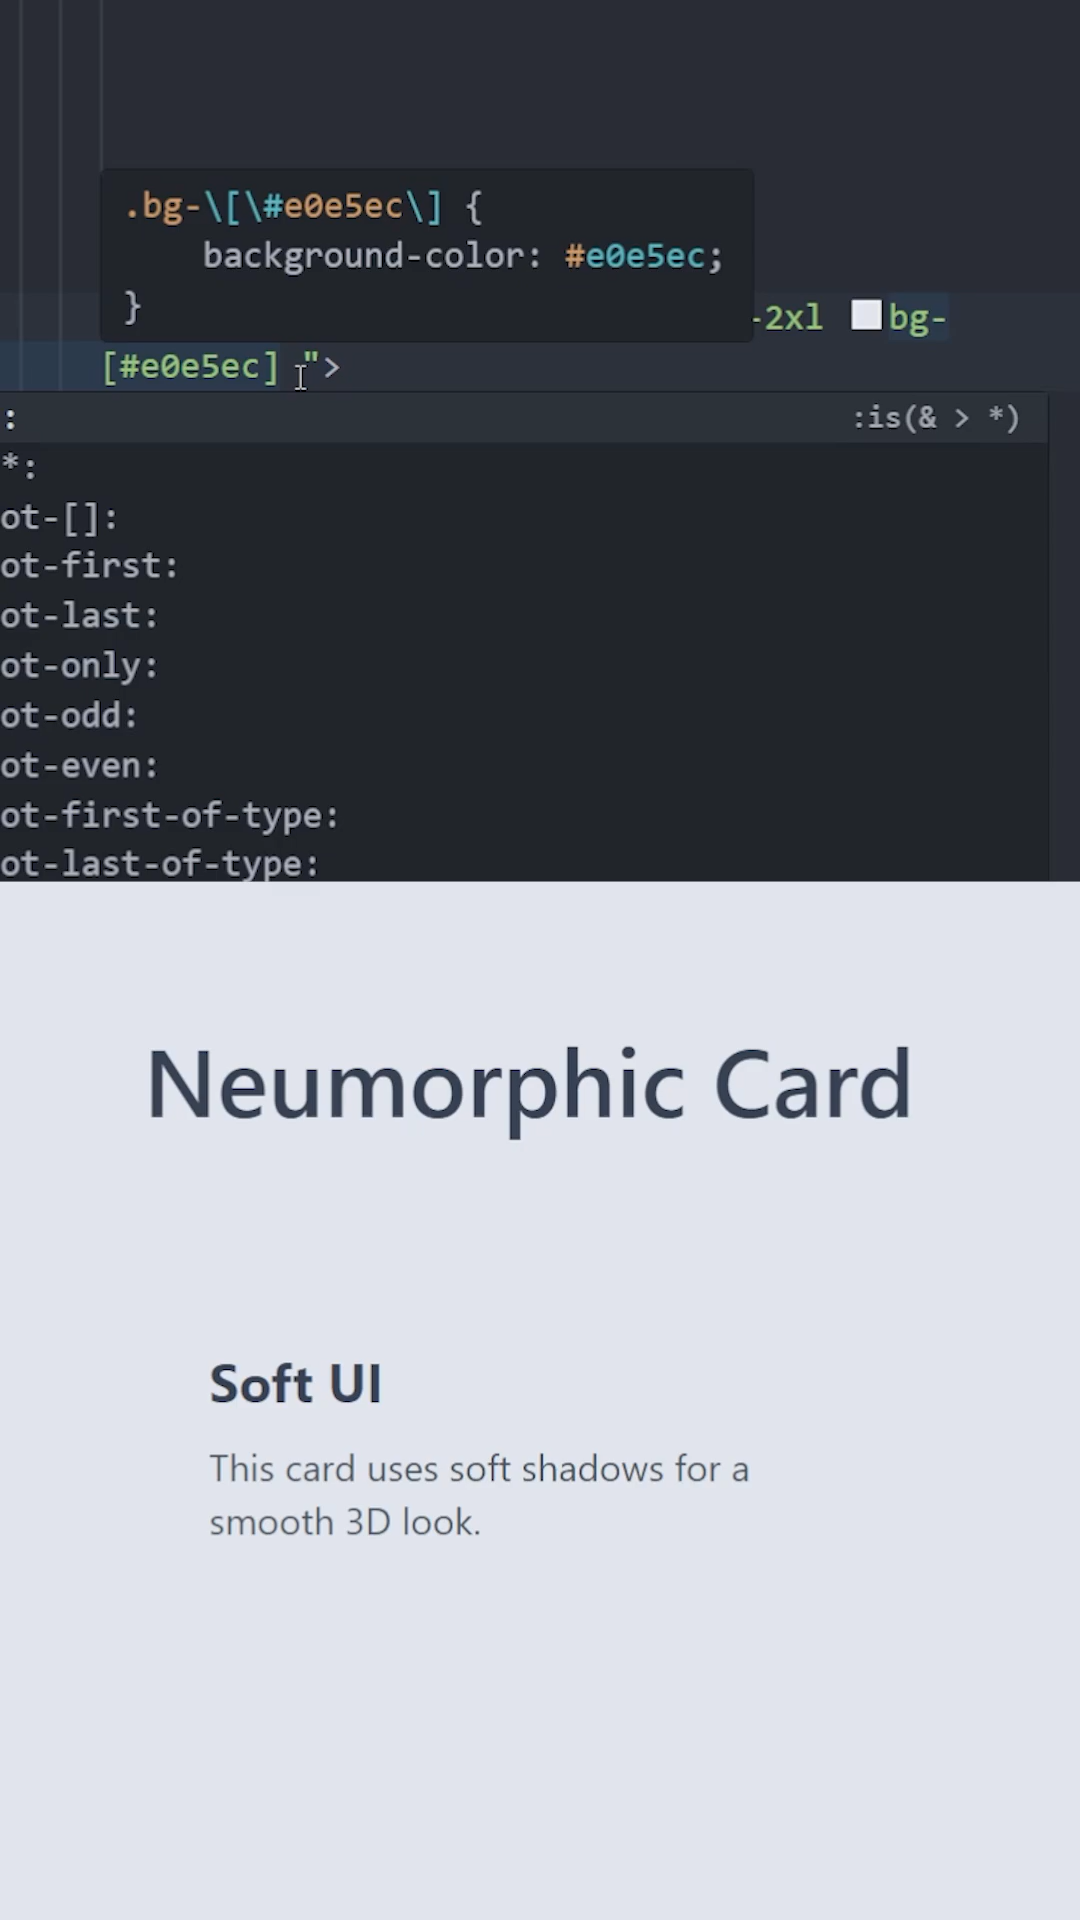 .bg-\[\#e0e5ec\] {
background-color: #e0e5ec;
}
-2xl bg-
[#e0e5ec] ">
: :is(& > *)
*:
ot-[]:
ot-first:
ot-last:
ot-only:
ot-odd:
ot-even:
ot-first-of-type:
ot-last-of-type:
Neumorphic Card
Soft UI
This card uses soft shadows for a
smooth 3D look.